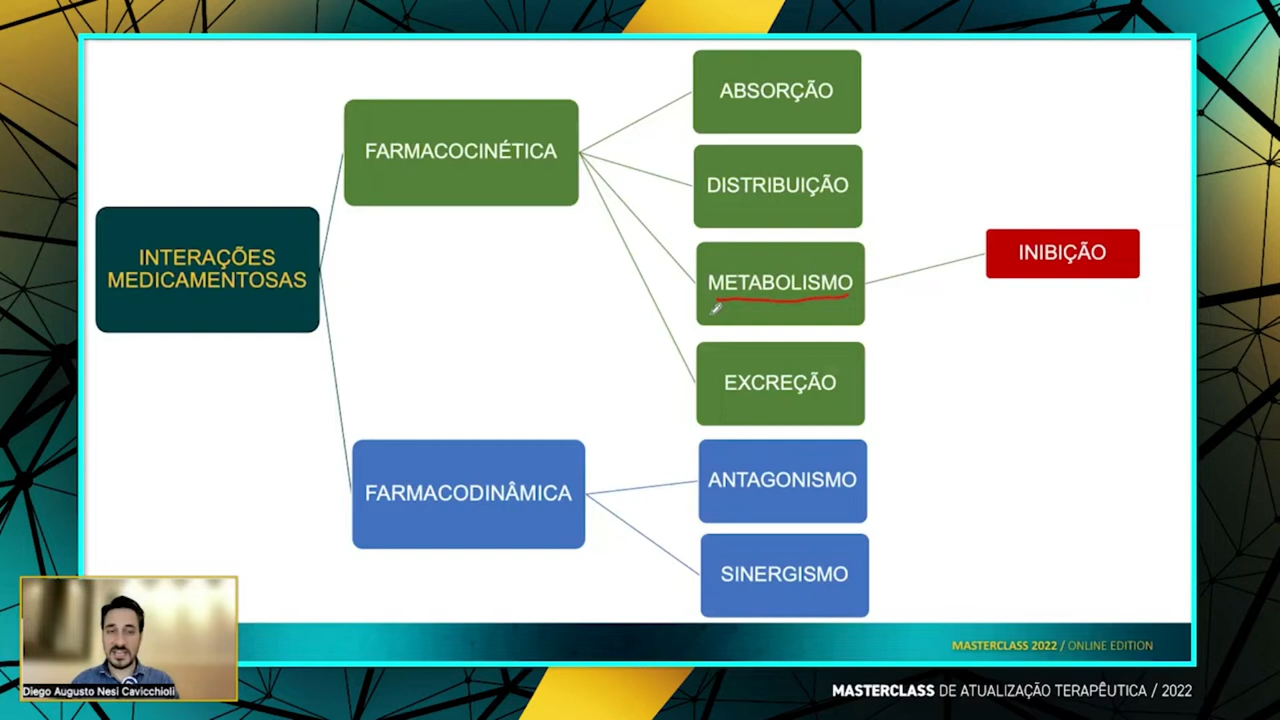 INTERAÇÕES
MEDICAMENTOSAS
FARMACOCINÉTICA
ABSORÇÃO
DISTRIBUIÇÃO
METABOLISMO
INIBIÇÃO
EXCREÇÃO
FARMACODINÂMICA
ANTAGONISMO
SINERGISMO
MASTERCLASS 2022 / ONLINE EDITION
Diego Augusto Nesi Cavicchioli
MASTERCLASS DE ATUALIZAÇÃO TERAPÊUTICA / 2022